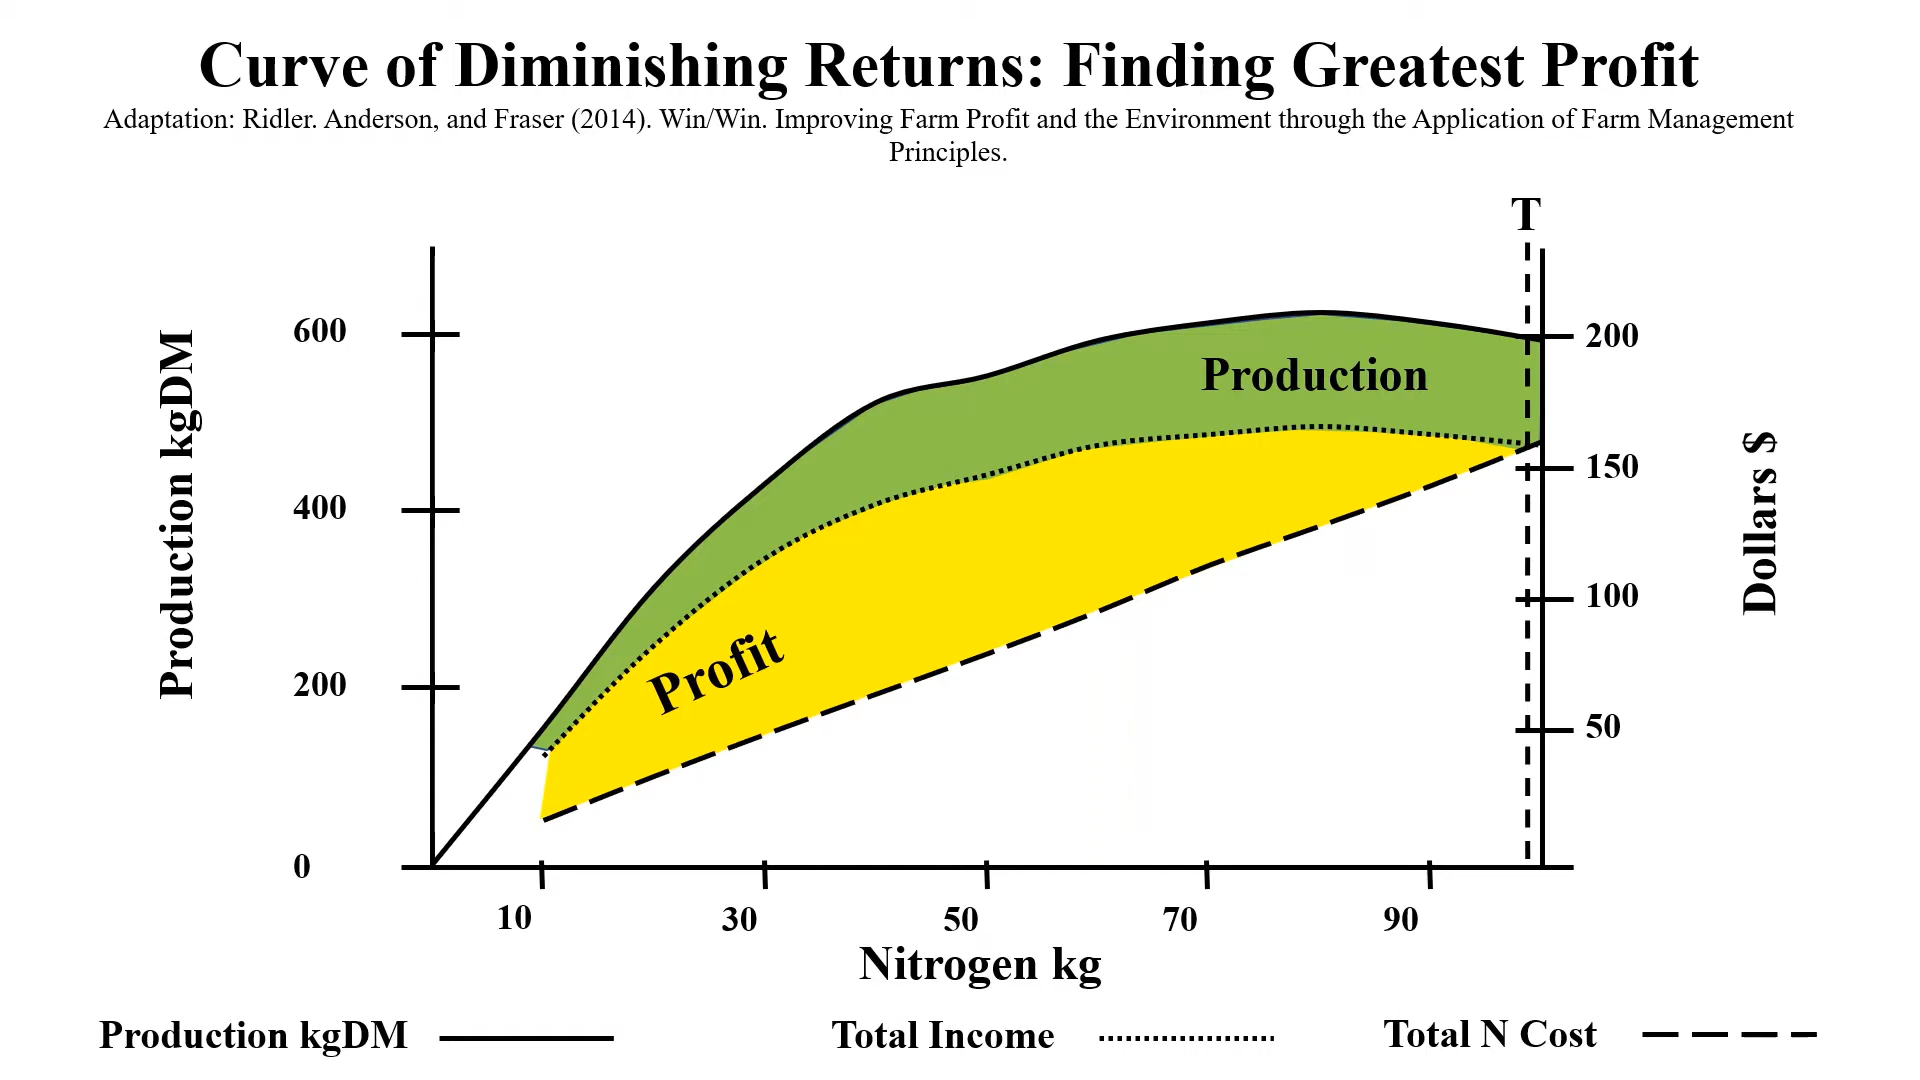 Curve of Diminishing Returns: Finding Greatest Profit
Adaptation: Ridler. Anderson, and Fraser (2014). Win/Win. Improving Farm Profit and the Environment through the Application of Farm Management
Principles.
T
600
400
200
0
Production kgDM
200
150
100
50
Dollars $
Production
Profit
10
30
50
70
90
Nitrogen kg
Production kgDM
Total Income
Total N Cost